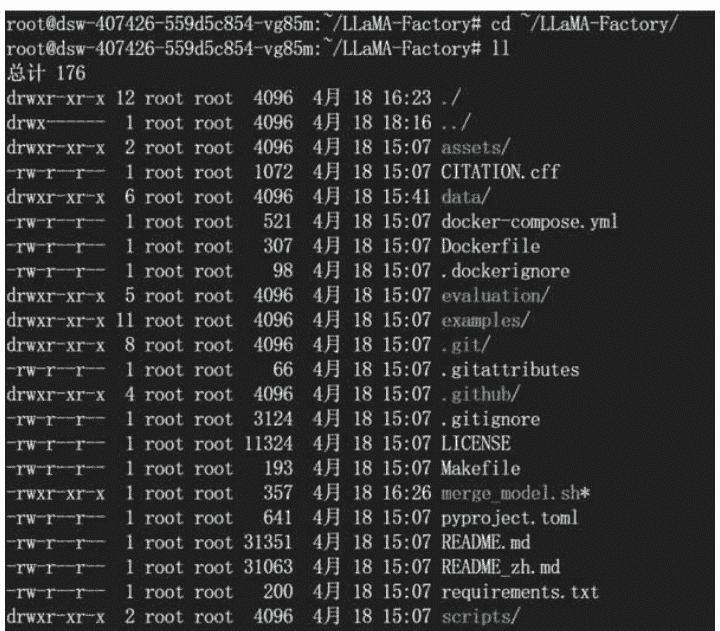 root@dsw-407426-559d5c854-vg85m:~/LLaMA-Factory# cd ~/LLaMA-Factory/
root@dsw-407426-559d5c854-vg85m:~/LLaMA-Factory# ll
总计 176
drwxr-xr-x 12 root root  4096  4月 18 16:23 ./
drwx------  1 root root  4096  4月 18 18:16 ../
drwxr-xr-x  2 root root  4096  4月 18 15:07 assets/
-rw-r--r--  1 root root  1072  4月 18 15:07 CITATION.cff
drwxr-xr-x  6 root root  4096  4月 18 15:41 data/
-rw-r--r--  1 root root   521  4月 18 15:07 docker-compose.yml
-rw-r--r--  1 root root   307  4月 18 15:07 Dockerfile
-rw-r--r--  1 root root    98  4月 18 15:07 .dockerignore
drwxr-xr-x  5 root root  4096  4月 18 15:07 evaluation/
drwxr-xr-x 11 root root  4096  4月 18 15:07 examples/
drwxr-xr-x  8 root root  4096  4月 18 15:07 .git/
-rw-r--r--  1 root root    66  4月 18 15:07 .gitattributes
drwxr-xr-x  4 root root  4096  4月 18 15:07 .github/
-rw-r--r--  1 root root  3124  4月 18 15:07 .gitignore
-rw-r--r--  1 root root 11324  4月 18 15:07 LICENSE
-rw-r--r--  1 root root   193  4月 18 15:07 Makefile
-rwxr-xr-x  1 root root   357  4月 18 16:26 merge_model.sh*
-rw-r--r--  1 root root   641  4月 18 15:07 pyproject.toml
-rw-r--r--  1 root root 31351  4月 18 15:07 README.md
-rw-r--r--  1 root root 31063  4月 18 15:07 README_zh.md
-rw-r--r--  1 root root   200  4月 18 15:07 requirements.txt
drwxr-xr-x  2 root root  4096  4月 18 15:07 scripts/